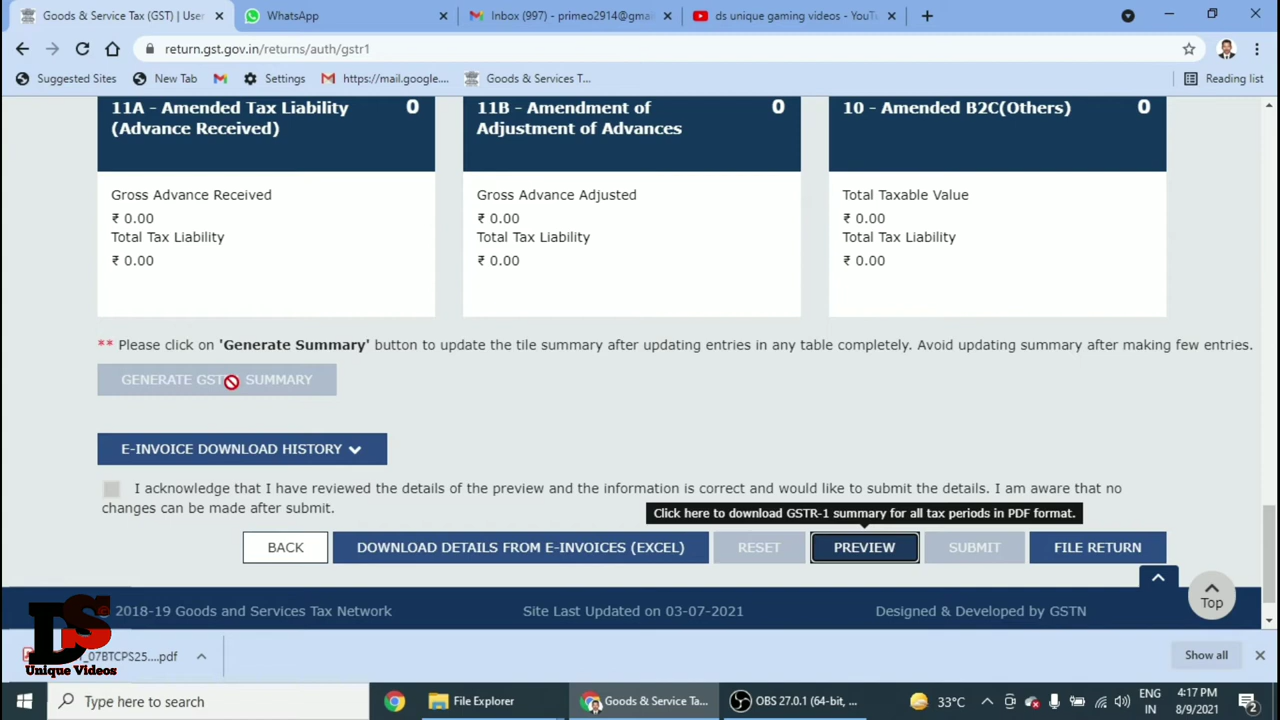 Goods & Service Tax (GST) | User
WhatsApp
Inbox (997) - primeo2914@gmai
ds unique gaming videos - YouTu
return.gst.gov.in/returns/auth/gstr1
Suggested Sites
New Tab
Settings
https://mail.google....
Goods & Services T...
Reading list
11A - Amended Tax Liability (Advance Received) 0
11B - Amendment of Adjustment of Advances 0
10 - Amended B2C(Others) 0
Gross Advance Received
₹ 0.00
Total Tax Liability
₹ 0.00
Gross Advance Adjusted
₹ 0.00
Total Tax Liability
₹ 0.00
Total Taxable Value
₹ 0.00
Total Tax Liability
₹ 0.00
** Please click on 'Generate Summary' button to update the tile summary after updating entries in any table completely. Avoid updating summary after making few entries.
GENERATE GST SUMMARY
E-INVOICE DOWNLOAD HISTORY
I acknowledge that I have reviewed the details of the preview and the information is correct and would like to submit the details. I am aware that no
changes can be made after submit.
Click here to download GSTR-1 summary for all tax periods in PDF format.
BACK
DOWNLOAD DETAILS FROM E-INVOICES (EXCEL)
RESET
PREVIEW
SUBMIT
FILE RETURN
Top
© 2018-19 Goods and Services Tax Network
Site Last Updated on 03-07-2021
Designed & Developed by GSTN
DS
Unique Videos
_07BTCPS25....pdf
Show all
Type here to search
File Explorer
Goods & Service Ta...
OBS 27.0.1 (64-bit, ...
33°C
ENG
IN
4:17 PM
8/9/2021
2